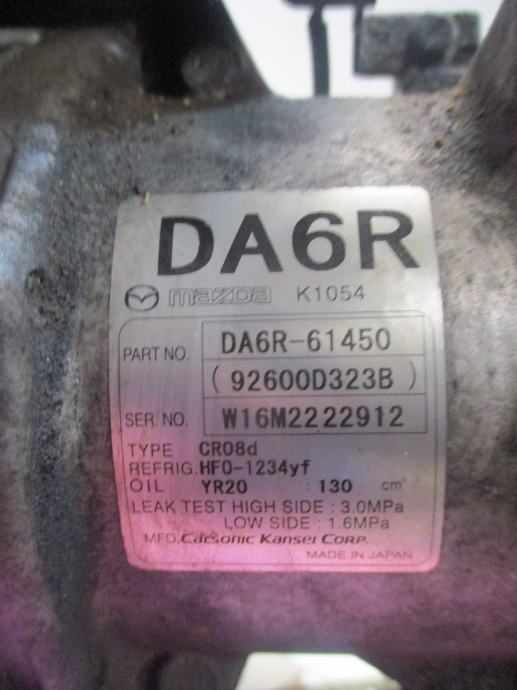 DA6R
mazda K1054
PART NO. DA6R-61450
(92600D323B)
SER. NO. W16M2222912
TYPE CR08d
REFRIG. HFO-1234yf
OIL YR20 : 130 cm³
LEAK TEST HIGH SIDE : 3.0MPa
LOW SIDE : 1.6MPa
MFD. CalSonic KanSei CORP.
MADE IN JAPAN